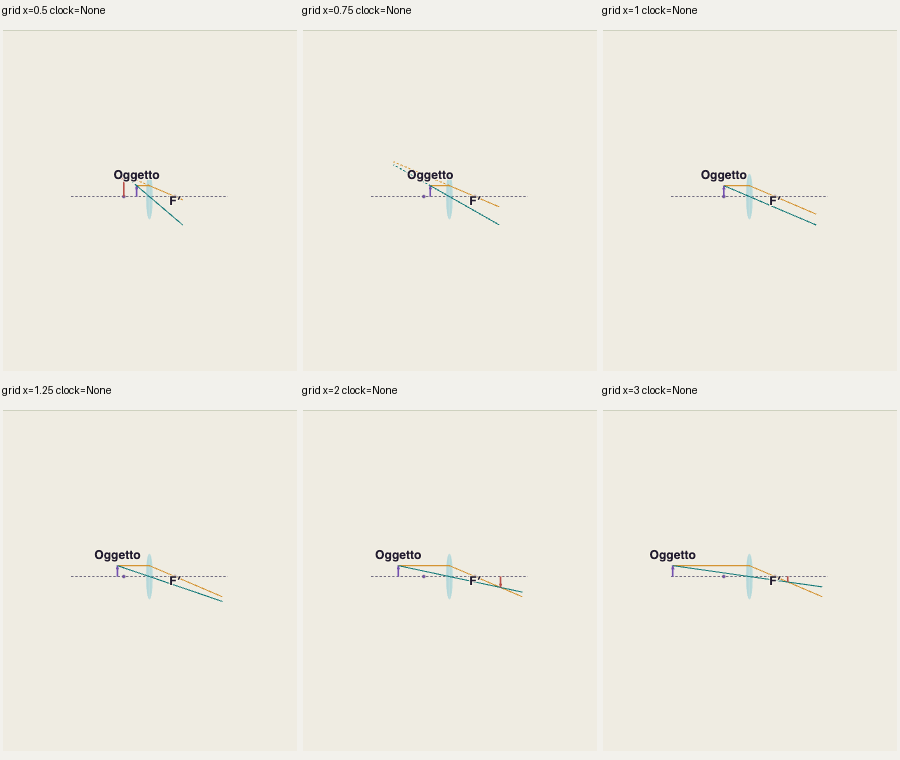 grid x=0.5 clock=None
grid x=0.75 clock=None
grid x=1 clock=None
Oggetto
F′
Oggetto
F′
Oggetto
F′
grid x=1.25 clock=None
grid x=2 clock=None
grid x=3 clock=None
Oggetto
F′
Oggetto
F′
Oggetto
F′